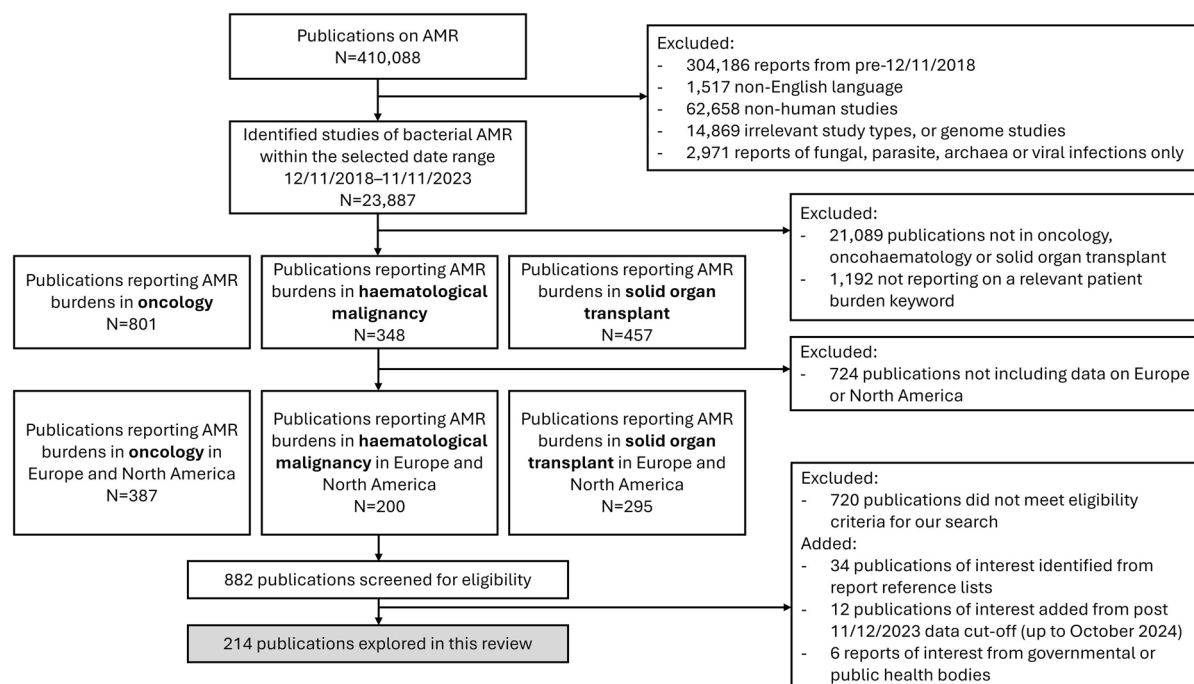 Publications on AMR
N=410,088
Excluded:
- 304,186 reports from pre-12/11/2018
- 1,517 non-English language
- 62,658 non-human studies
- 14,869 irrelevant study types, or genome studies
- 2,971 reports of fungal, parasite, archaea or viral infections only
Identified studies of bacterial AMR
within the selected date range
12/11/2018–11/11/2023
N=23,887
Excluded:
- 21,089 publications not in oncology,
oncohaematology or solid organ transplant
- 1,192 not reporting on a relevant patient
burden keyword
Publications reporting AMR
burdens in oncology
N=801
Publications reporting AMR
burdens in haematological
malignancy
N=348
Publications reporting AMR
burdens in solid organ
transplant
N=457
Excluded:
- 724 publications not including data on Europe
or North America
Publications reporting AMR
burdens in oncology in
Europe and North America
N=387
Publications reporting AMR
burdens in haematological
malignancy in Europe and
North America
N=200
Publications reporting AMR
burdens in solid organ
transplant in Europe and
North America
N=295
Excluded:
- 720 publications did not meet eligibility
criteria for our search
Added:
- 34 publications of interest identified from
report reference lists
- 12 publications of interest added from post
11/12/2023 data cut-off (up to October 2024)
- 6 reports of interest from governmental or
public health bodies
882 publications screened for eligibility
214 publications explored in this review